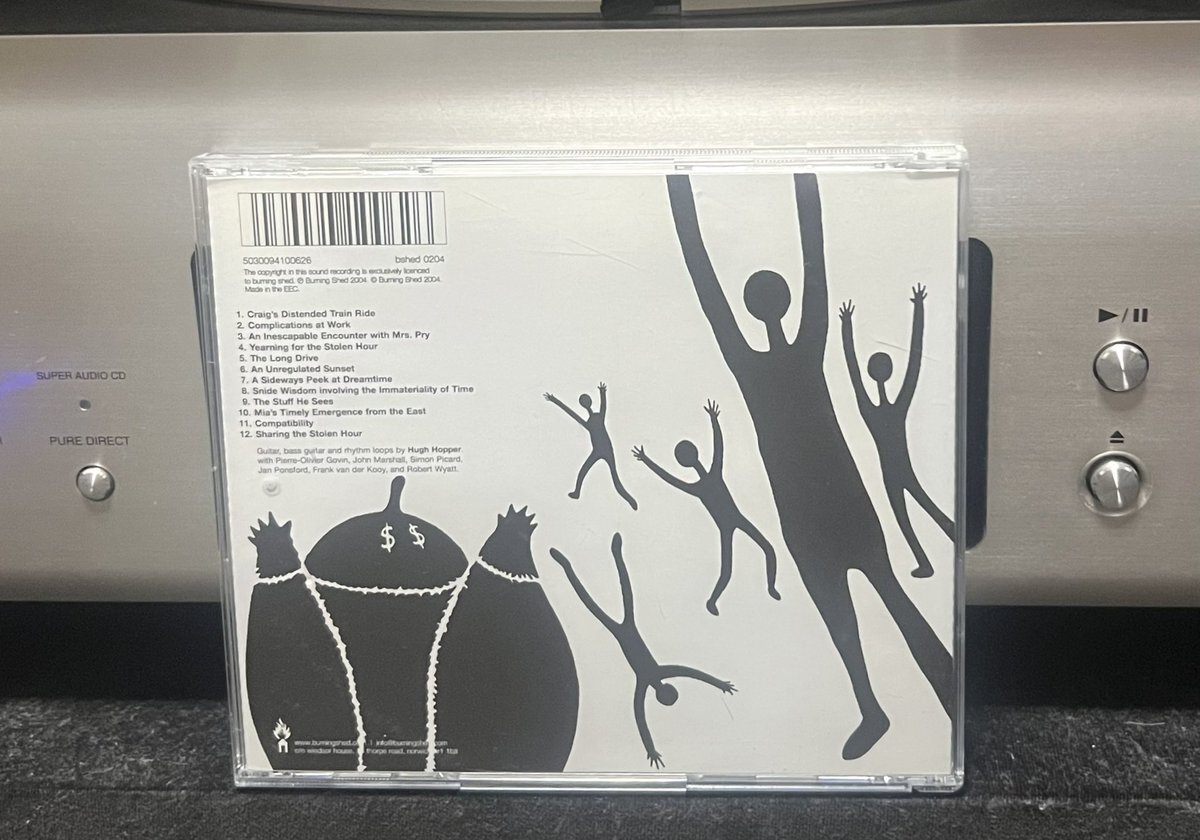 5030094100626 bshed 0204
The copyright in this sound recording is exclusively licenced
to burning shed. ℗ Burning Shed 2004. © Burning Shed 2004.
Made in the EEC.
1. Craig's Distended Train Ride
2. Complications at Work
3. An Inescapable Encounter with Mrs. Pry
4. Yearning for the Stolen Hour
5. The Long Drive
6. An Unregulated Sunset
7. A Sideways Peek at Dreamtime
8. Snide Wisdom involving the Immateriality of Time
9. The Stuff He Sees
10. Mia's Timely Emergence from the East
11. Compatibility
12. Sharing the Stolen Hour
Guitar, bass guitar and rhythm loops by Hugh Hopper
with Pierre-Olivier Govin, John Marshall, Simon Picard,
Jan Ponsford, Frank van der Kooy, and Robert Wyatt.
$ $
c/o windsor house, thorpe road, norwich
SUPER AUDIO CD
PURE DIRECT